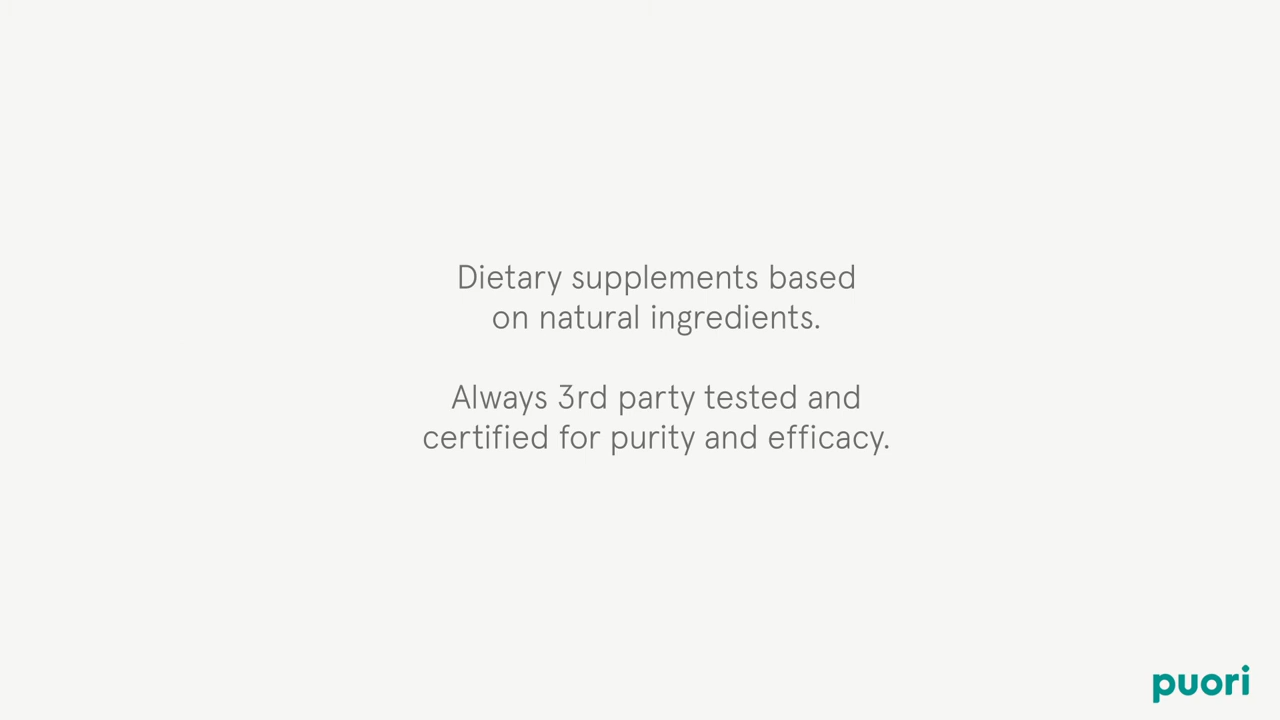 Dietary supplements based
on natural ingredients.
Always 3rd party tested and
certified for purity and efficacy.
puori